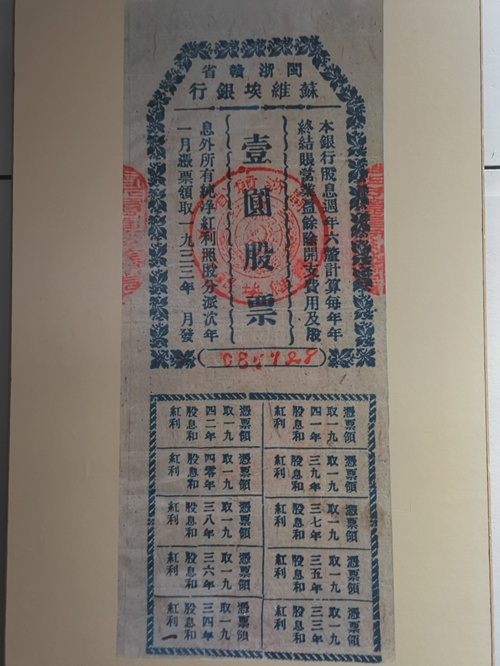 閩浙贛省
蘇維埃銀行
本銀行股息週年六釐計算每年年
終結賬營業盈餘除開支費用及股
壹圓股票
息外所有純淨紅利照股分派次年
一月憑票領取 九三三年 月發
憑票領
取一九
四一年
股息和
紅利
憑票領
取一九
四二年
股息和
紅利
憑票領
取一九
三九年
股息和
紅利
憑票領
取一九
四零年
股息和
紅利
憑票領
取一九
三七年
股息和
紅利
憑票領
取一九
三八年
股息和
紅利
憑票領
取一九
三五年
股息和
紅利
憑票領
取一九
三六年
股息和
紅利
憑票領
取一九
三三年
股息和
紅利
憑票領
取一九
三四年
股息和
紅利